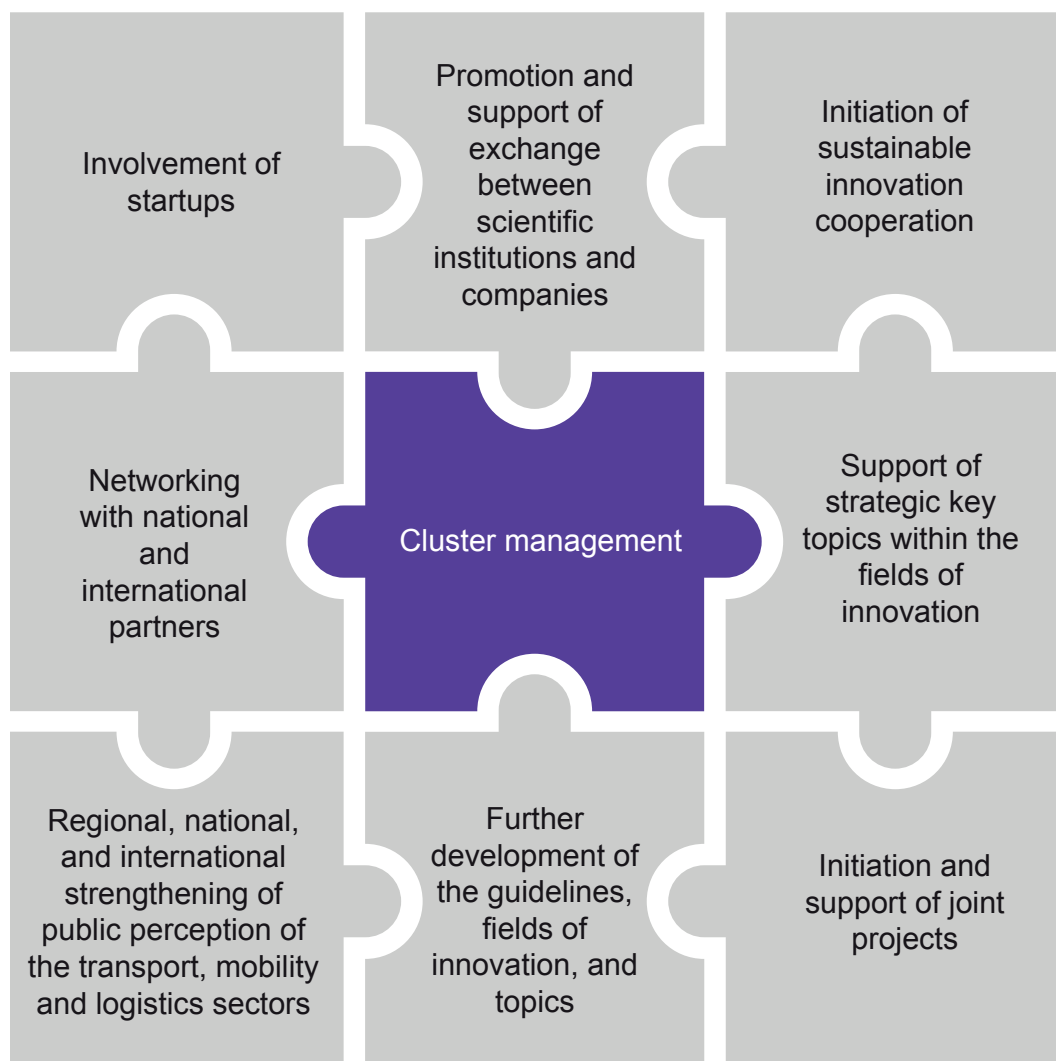 Involvement of
startups
Promotion and
support of
exchange
between
scientific
institutions and
companies
Initiation of
sustainable
innovation
cooperation
Networking
with national
and
international
partners
Cluster management
Support of
strategic key
topics within the
fields of
innovation
Regional, national,
and international
strengthening of
public perception of
the transport, mobility
and logistics sectors
Further
development of
the guidelines,
fields of
innovation, and
topics
Initiation and
support of joint
projects